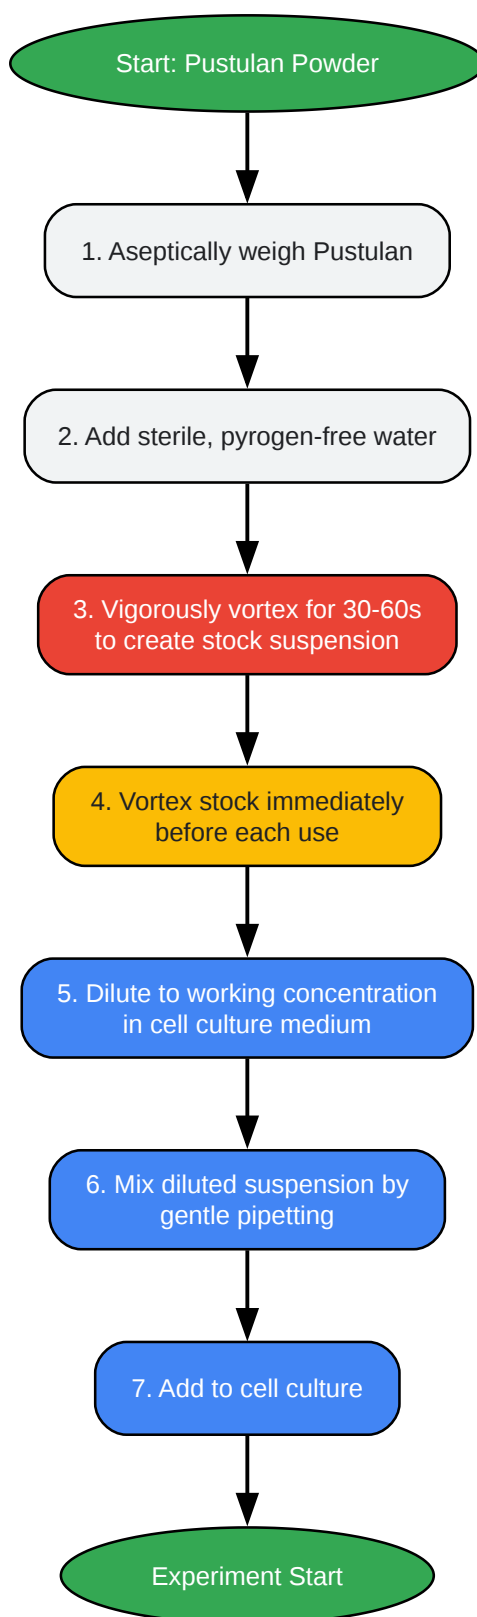 Start: Pustulan Powder
1. Aseptically weigh Pustulan
2. Add sterile, pyrogen-free water
3. Vigorously vortex for 30-60s
to create stock suspension
4. Vortex stock immediately
before each use
5. Dilute to working concentration
in cell culture medium
6. Mix diluted suspension by
gentle pipetting
7. Add to cell culture
Experiment Start